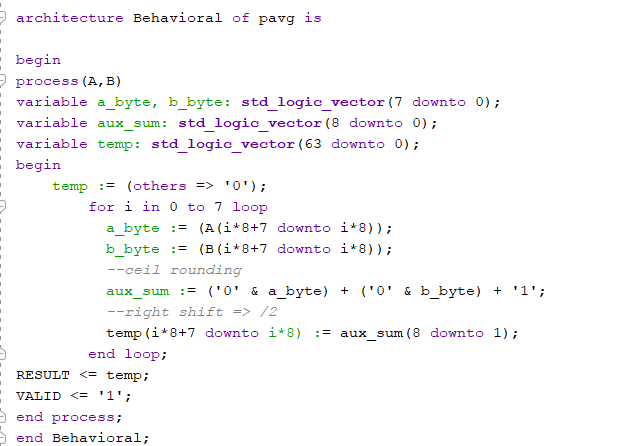 architecture Behavioral of pavg is
begin
process(A,B)
variable a_byte, b_byte: std_logic_vector(7 downto 0);
variable aux_sum: std_logic_vector(8 downto 0);
variable temp: std_logic_vector(63 downto 0);
begin
temp := (others => '0');
for i in 0 to 7 loop
a_byte := (A(i*8+7 downto i*8));
b_byte := (B(i*8+7 downto i*8));
--ceil rounding
aux_sum := ('0' & a_byte) + ('0' & b_byte) + '1';
--right shift => /2
temp(i*8+7 downto i*8) := aux_sum(8 downto 1);
end loop;
RESULT <= temp;
VALID <= '1';
end process;
end Behavioral;